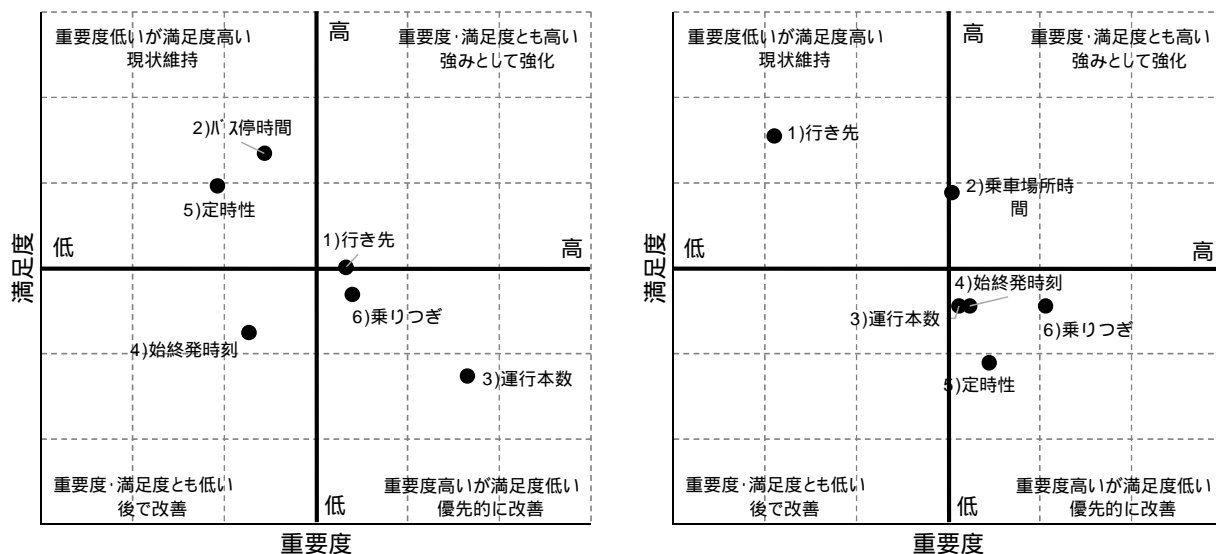 重要度低いが満足度高い
現状維持
高
重要度･満足度とも高い
強みとして強化
2)ﾊﾞｽ停時間
5)定時性
1)行き先
低
高
満足度
6)乗りつぎ
4)始終発時刻
3)運行本数
重要度･満足度とも低い
後で改善
低
重要度高いが満足度低い
優先的に改善
重要度
重要度低いが満足度高い
現状維持
高
重要度･満足度とも高い
強みとして強化
1)行き先
2)乗車場所時
間
低
高
満足度
4)始終発時刻
3)運行本数
6)乗りつぎ
5)定時性
重要度･満足度とも低い
後で改善
低
重要度高いが満足度低い
優先的に改善
重要度